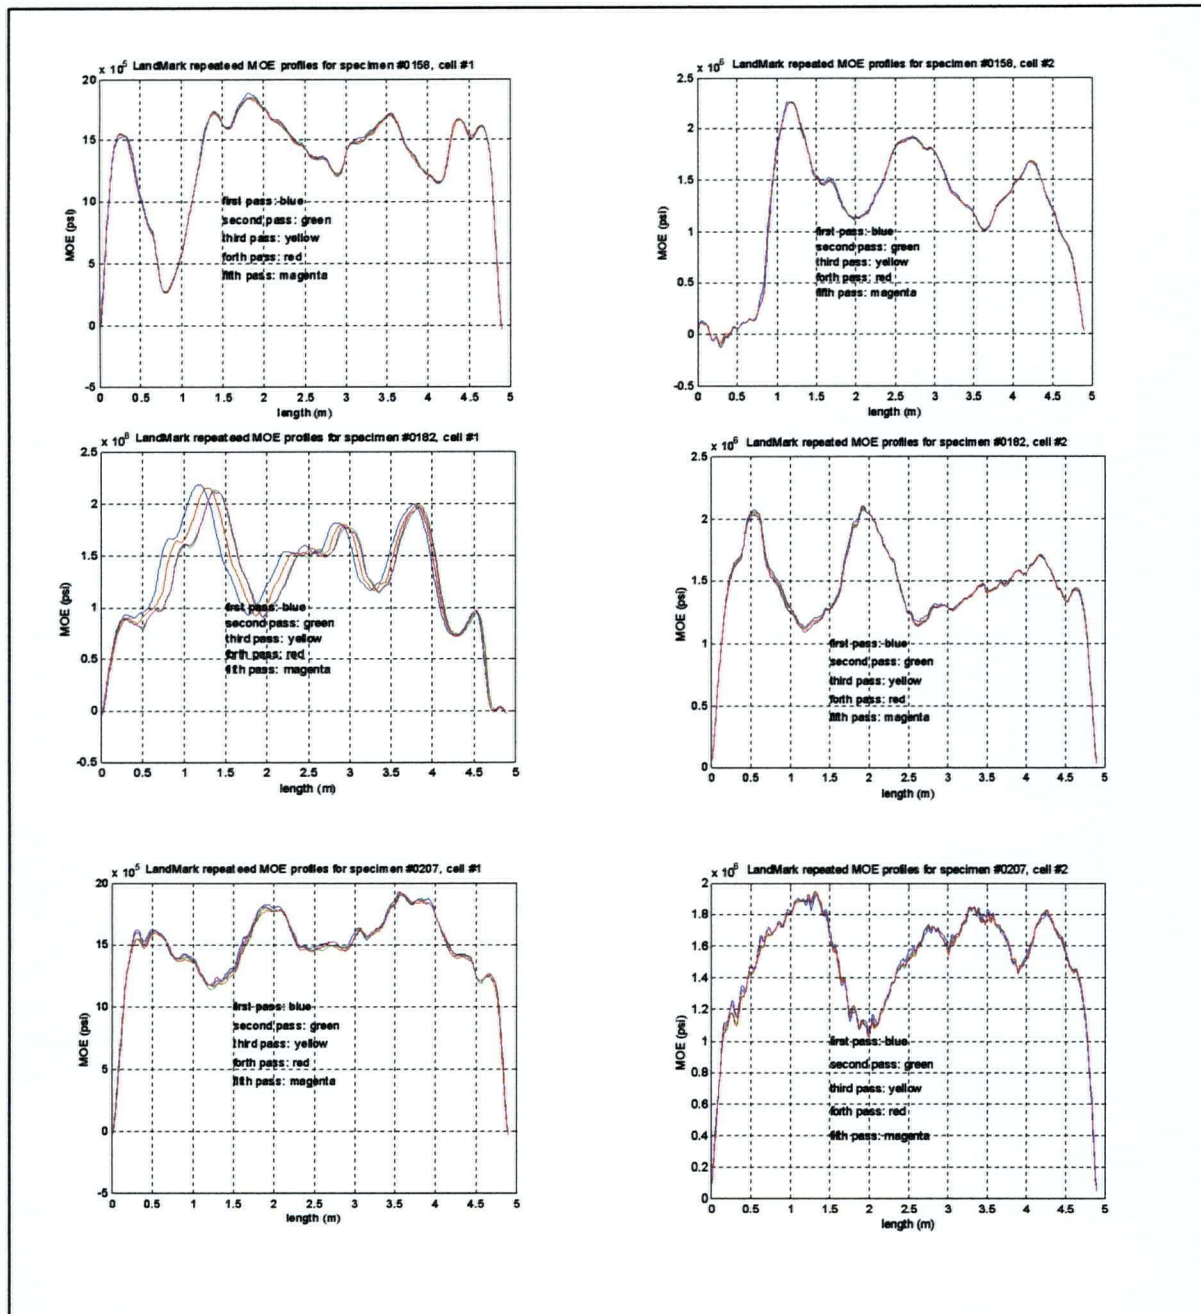 x 10⁵ LandMark repeateed MOE profiles for specimen #0158, cell #1
20
15
10
5
0
-5
MOE (psi)
first pass: blue
second pass: green
third pass: yellow
forth pass: red
fifth pass: magenta
0 0.5 1 1.5 2 2.5 3 3.5 4 4.5 5
length (m)
x 10⁶ LandMark repeated MOE profiles for specimen #0158, cell #2
2.5
2
1.5
1
0.5
0
-0.5
MOE (psi)
first pass: blue
second pass: green
third pass: yellow
forth pass: red
fifth pass: magenta
0 0.5 1 1.5 2 2.5 3 3.5 4 4.5 5
length (m)
x 10⁶ LandMark repeateed MOE profiles for specimen #0182, cell #1
2.5
2
1.5
1
0.5
0
-0.5
MOE (psi)
first pass: blue
second pass: green
third pass: yellow
forth pass: red
fifth pass: magenta
0 0.5 1 1.5 2 2.5 3 3.5 4 4.5 5
length (m)
x 10⁶ LandMark repeated MOE profiles for specimen #0182, cell #2
2.5
2
1.5
1
0.5
0
MOE (psi)
first pass: blue
second pass: green
third pass: yellow
forth pass: red
fifth pass: magenta
0 0.5 1 1.5 2 2.5 3 3.5 4 4.5 5
length (m)
x 10⁵ LandMark repeateed MOE profiles for specimen #0207, cell #1
20
15
10
5
0
-5
MOE (psi)
first pass: blue
second pass: green
third pass: yellow
forth pass: red
fifth pass: magenta
0 0.5 1 1.5 2 2.5 3 3.5 4 4.5 5
length (m)
x 10⁶ LandMark repeated MOE profiles for specimen #0207, cell #2
2
1.8
1.6
1.4
1.2
1
0.8
0.6
0.4
0.2
0
MOE (psi)
first pass: blue
second pass: green
third pass: yellow
forth pass: red
fifth pass: magenta
0 0.5 1 1.5 2 2.5 3 3.5 4 4.5 5
length (m)